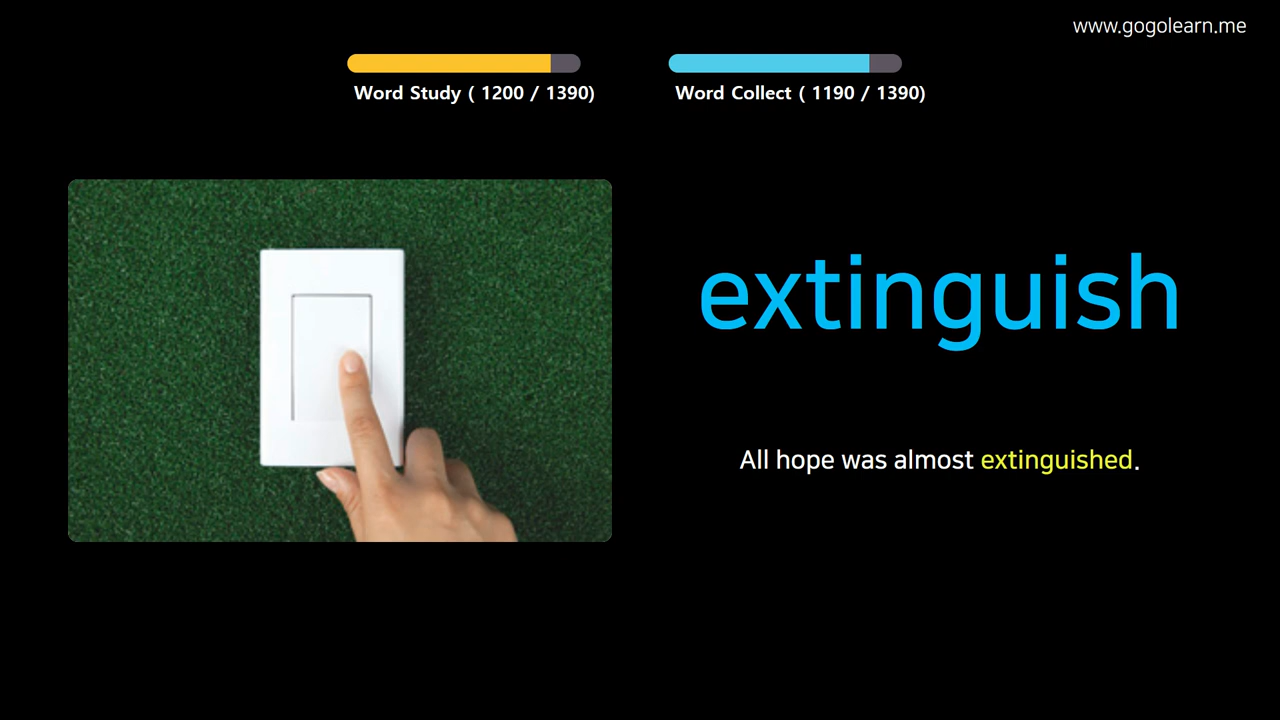 www.gogolearn.me
Word Study ( 1200 / 1390)
Word Collect ( 1190 / 1390)
extinguish
All hope was almost extinguished.